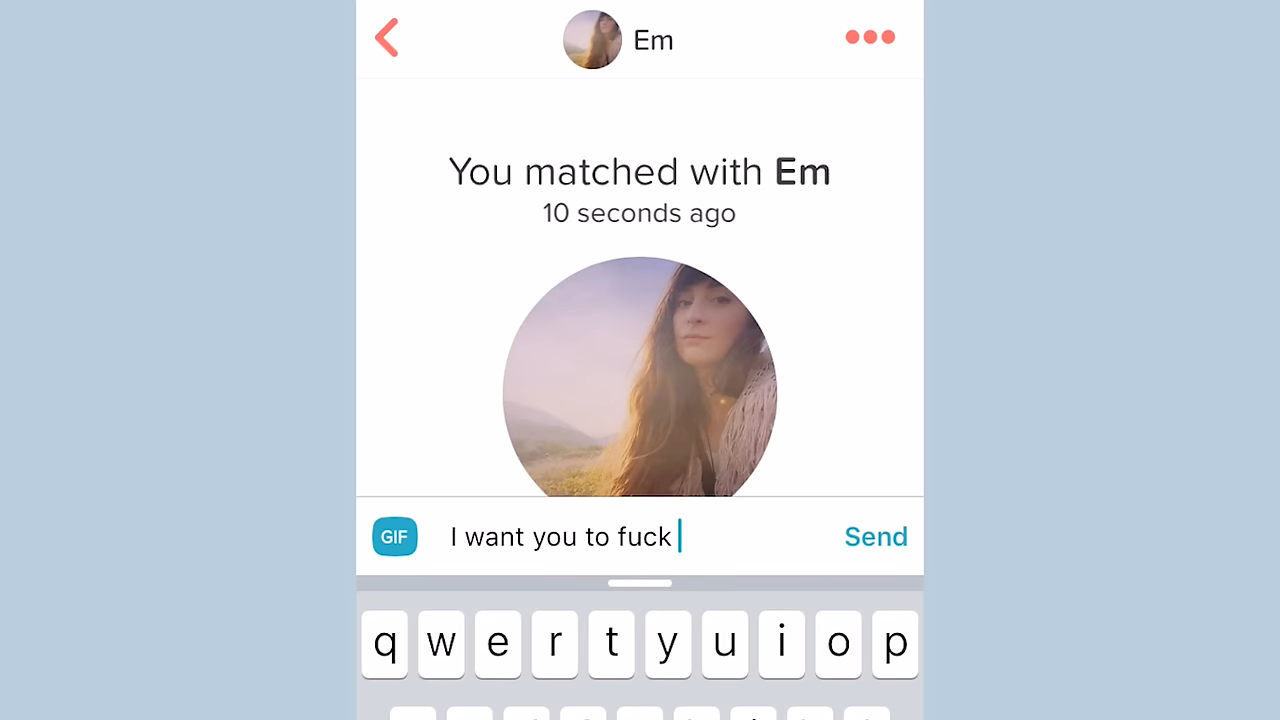 Em
You matched with Em
10 seconds ago
GIF I want you to fuck Send
q w e r t y u i o p